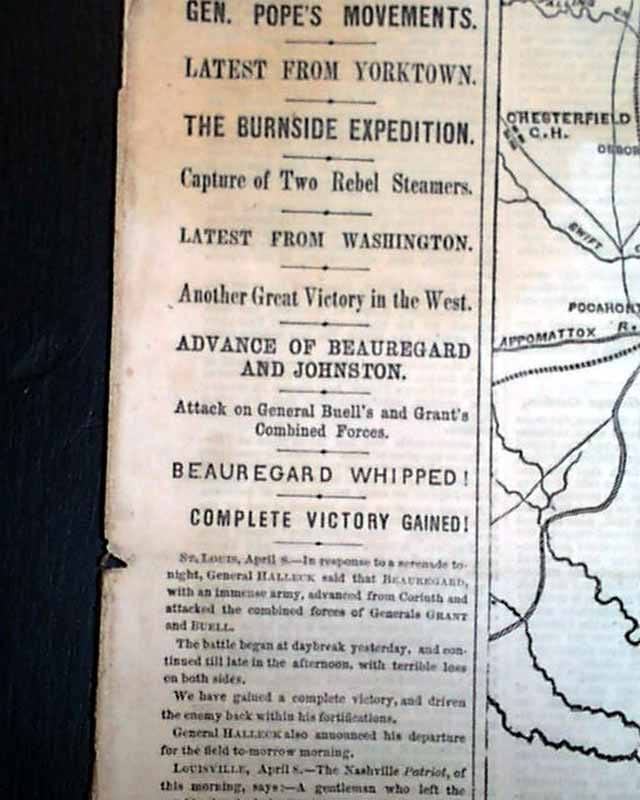 GEN. POPE'S MOVEMENTS.
LATEST FROM YORKTOWN.
THE BURNSIDE EXPEDITION.
Capture of Two Rebel Steamers.
LATEST FROM WASHINGTON.
Another Great Victory in the West.
ADVANCE OF BEAUREGARD
AND JOHNSTON.
Attack on General Buell's and Grant's
Combined Forces.
BEAUREGARD WHIPPED!
COMPLETE VICTORY GAINED!
ST. LOUIS, April 8.—In response to a serenade to-
night, General HALLECK said that BEAUREGARD,
with an immense army, advanced from Corinth and
attacked the combined forces of Generals GRANT
and BUELL.
The battle began at daybreak yesterday, and con-
tinued till late in the afternoon, with terrible loss
on both sides.
We have gained a complete victory, and driven
the enemy back within his fortifications.
General HALLECK also announced his departure
for the field to-morrow morning.
LOUISVILLE, April 8.—The Nashville Patriot, of
this morning, says:—A gentleman who left the
CHESTERFIELD
C.H.
OSBOR
SWIFT
POCAHONT
R.
APPOMATTOX